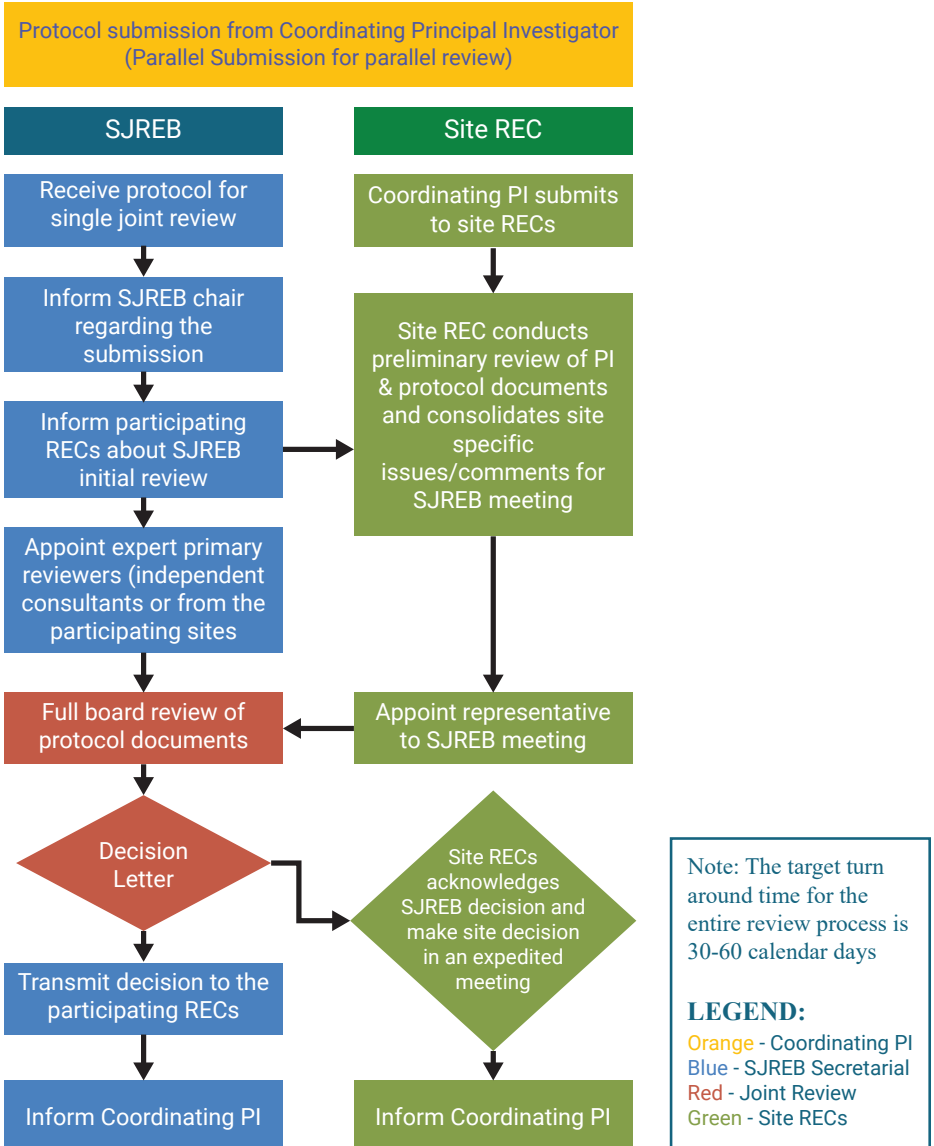 Protocol submission from Coordinating Principal Investigator
(Parallel Submission for parallel review)
SJREB
Receive protocol for
single joint review
Inform SJREB chair
regarding the
submission
Inform participating
RECs about SJREB
initial review
Appoint expert primary
reviewers (independent
consultants or from the
participating sites
Full board review of
protocol documents
Decision
Letter
Transmit decision to the
participating RECs
Inform Coordinating PI
Site REC
Coordinating PI submits
to site RECs
Site REC conducts
preliminary review of PI
& protocol documents
and consolidates site
specific
issues/comments for
SJREB meeting
Appoint representative
to SJREB meeting
Site RECs
acknowledges
SJREB decision and
make site decision
in an expedited
meeting
Inform Coordinating PI
Note: The target turn
around time for the
entire review process is
30-60 calendar days
LEGEND:
Orange - Coordinating PI
Blue - SJREB Secretarial
Red - Joint Review
Green - Site RECs